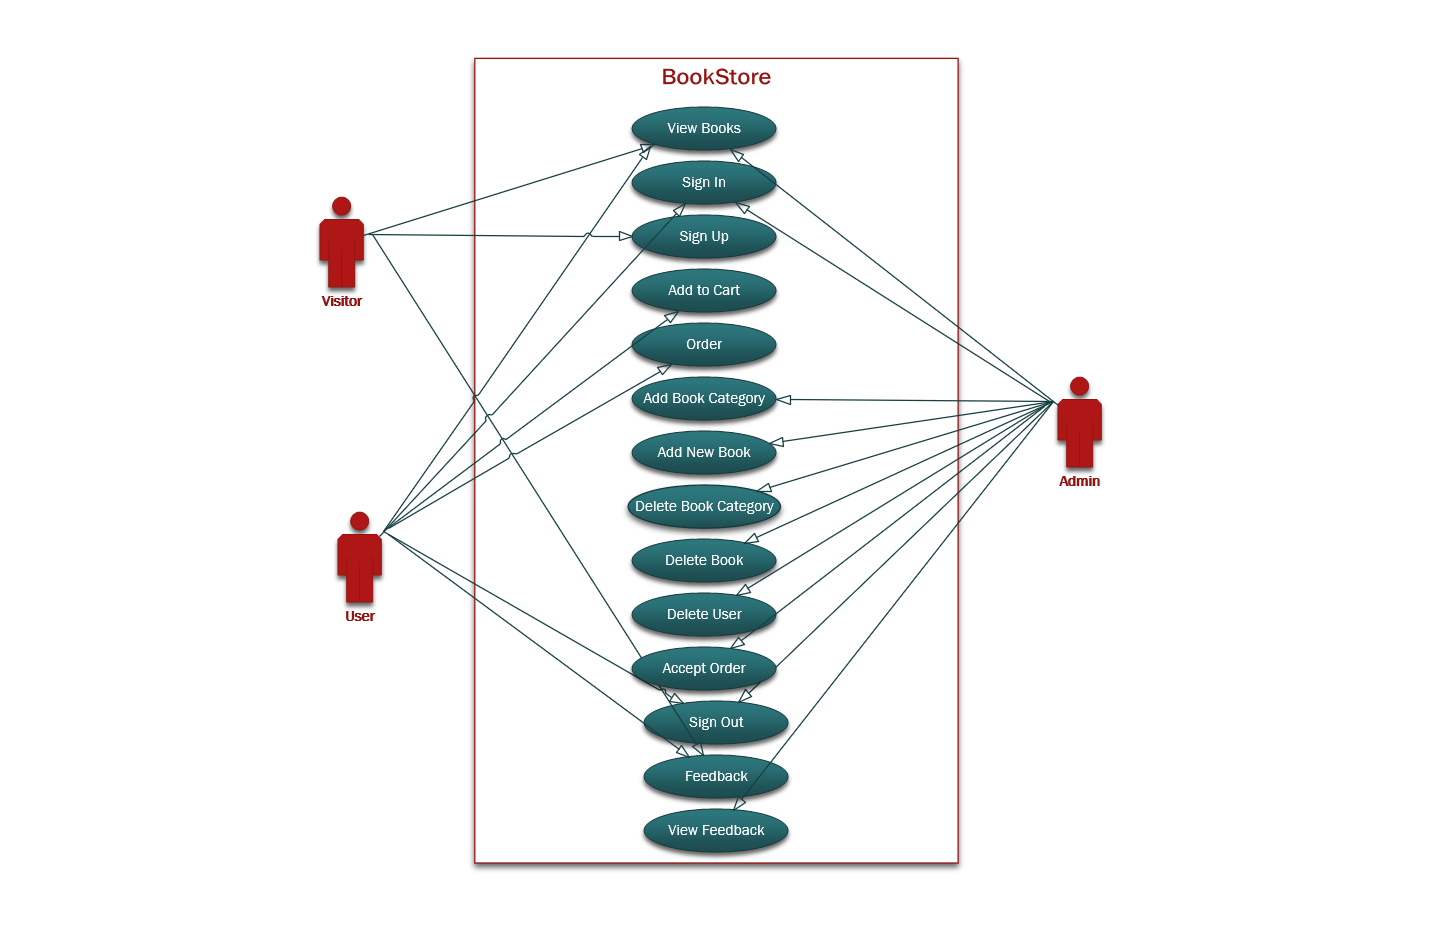 BookStore
View Books
Sign In
Sign Up
Visitor
Add to Cart
Order
Add Book Category
Add New Book
Admin
Delete Book Category
Delete Book
User
Delete User
Accept Order
Sign Out
Feedback
View Feedback